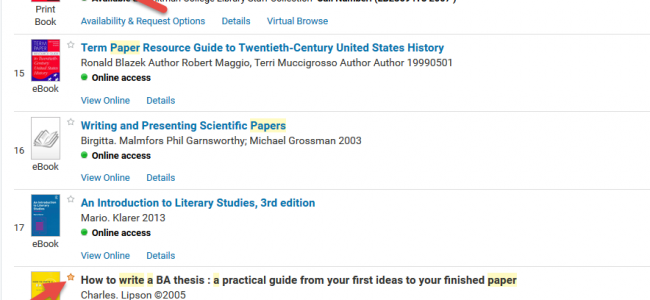 Print
Book
Availability & Request Options Details Virtual Browse
15
eBook
Term Paper Resource Guide to Twentieth-Century United States History
Ronald Blazek Author Robert Maggio, Terri Muccigrosso Author Author 19990501
Online access
View Online Details
16
eBook
Writing and Presenting Scientific Papers
Birgitta. Malmfors Phil Garnsworthy; Michael Grossman 2003
Online access
View Online Details
17
eBook
An Introduction to Literary Studies, 3rd edition
Mario. Klarer 2013
Online access
View Online Details
How to write a BA thesis : a practical guide from your first ideas to your finished paper
Charles. Lipson ©2005